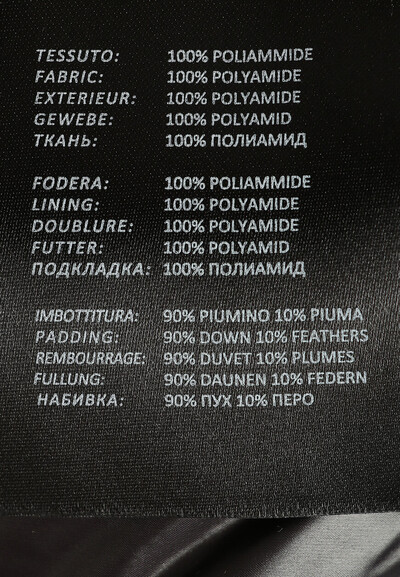 TESSUTO: 100% POLIAMMIDE
FABRIC: 100% POLYAMIDE
EXTERIEUR: 100% POLYAMIDE
GEWEBE: 100% POLYAMID
ТКАНЬ: 100% ПОЛИАМИД
FODERA: 100% POLIAMMIDE
LINING: 100% POLYAMIDE
DOUBLURE: 100% POLYAMIDE
FUTTER: 100% POLYAMID
ПОДКЛАДКА: 100% ПОЛИАМИД
IMBOTTITURA: 90% PIUMINO 10% PIUMA
PADDING: 90% DOWN 10% FEATHERS
REMBOURRAGE: 90% DUVET 10% PLUMES
FULLUNG: 90% DAUNEN 10% FEDERN
НАБИВКА: 90% ПУХ 10% ПЕРО